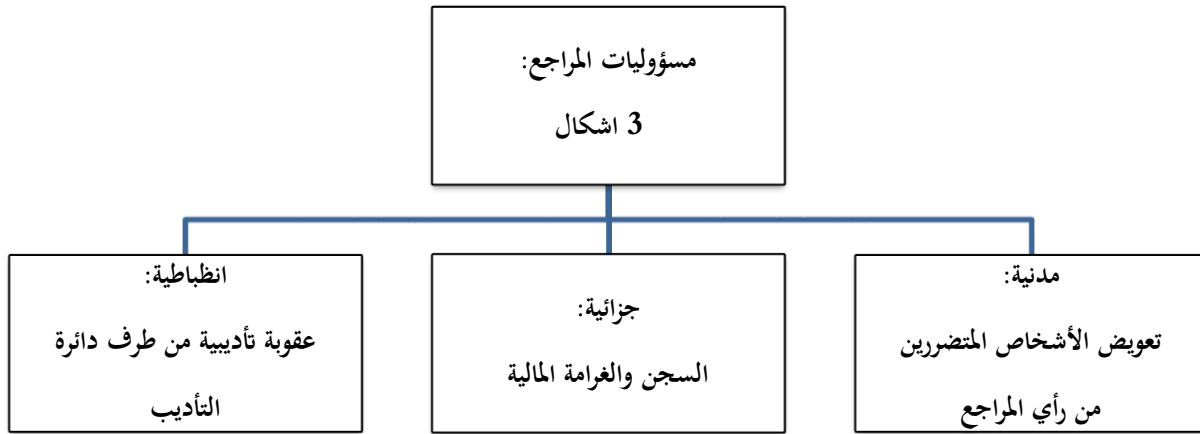 مسؤوليات المراجع:
3 اشكال
مدنية:
تعويض الأشخاص المتضررين
من رأي المراجع
جزائية:
السجن والغرامة المالية
انظباطية:
عقوبة تأديبية من طرف دائرة
التأديب